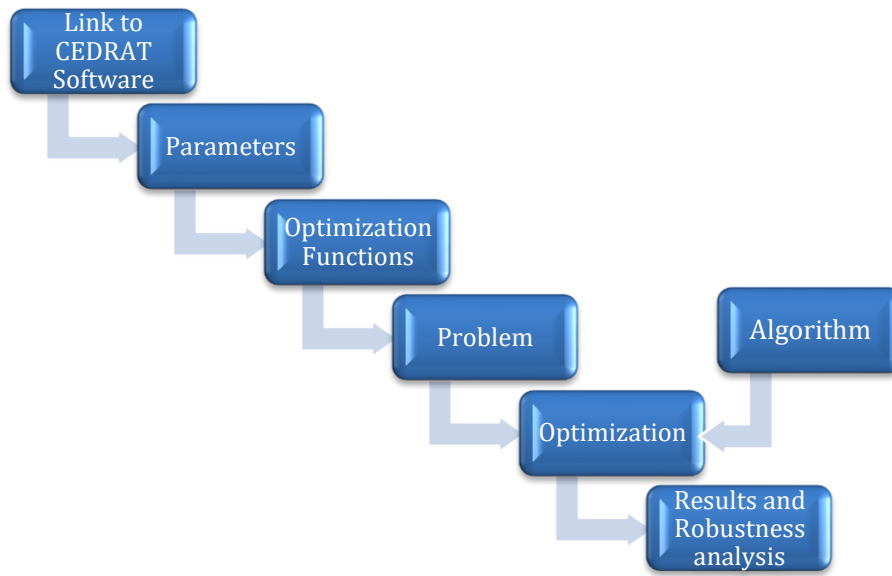 Link to
CEDRAT
Software
Parameters
Optimization
Functions
Problem
Algorithm
Optimization
Results and
Robustness
analysis